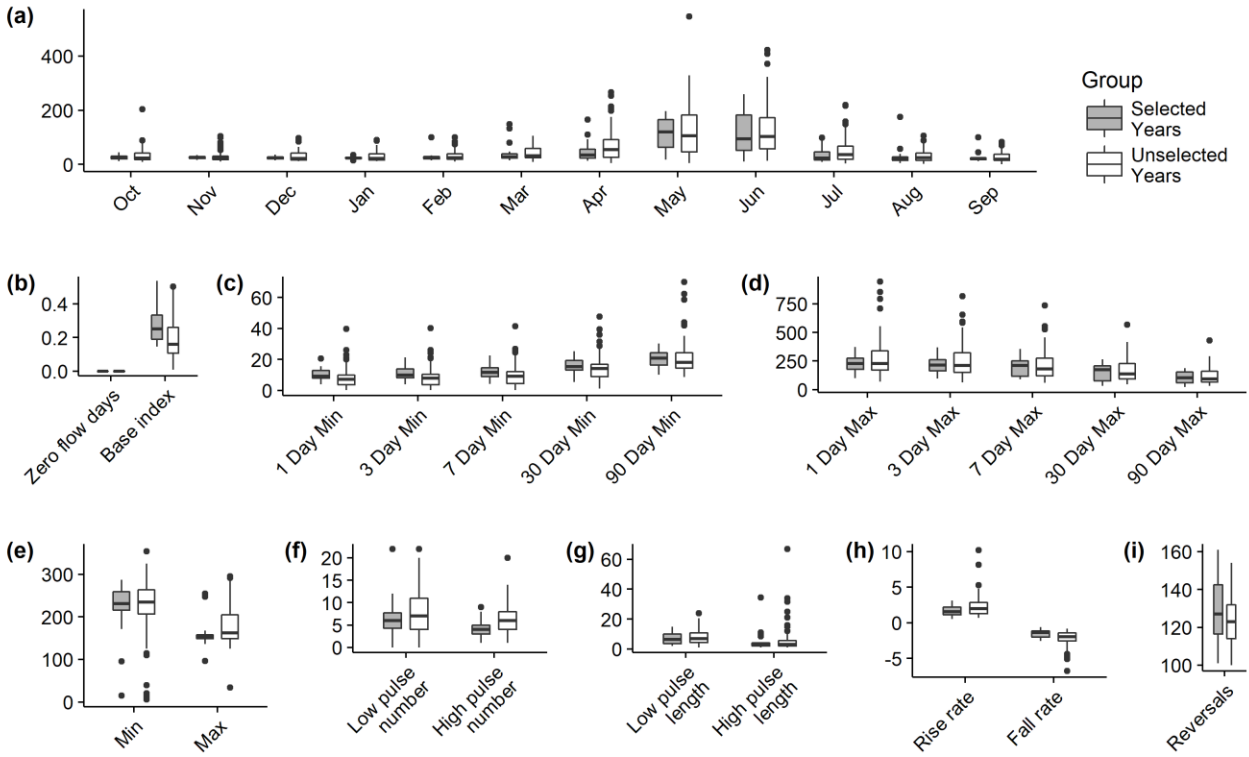 (a)
400
200
0
Oct
Nov
Dec
Jan
Feb
Mar
Apr
May
Jun
Jul
Aug
Sep
Group
Selected
Years
Unselected
Years
(b)
0.4
0.2
0.0
Zero flow days
Base index
(c)
60
40
20
0
1 Day Min
3 Day Min
7 Day Min
30 Day Min
90 Day Min
(d)
750
500
250
0
1 Day Max
3 Day Max
7 Day Max
30 Day Max
90 Day Max
(e)
300
200
100
0
Min
Max
(f)
20
15
10
5
0
Low pulse
number
High pulse
number
(g)
60
40
20
0
Low pulse
length
High pulse
length
(h)
10
5
0
−5
Rise rate
Fall rate
(i)
160
140
120
100
Reversals